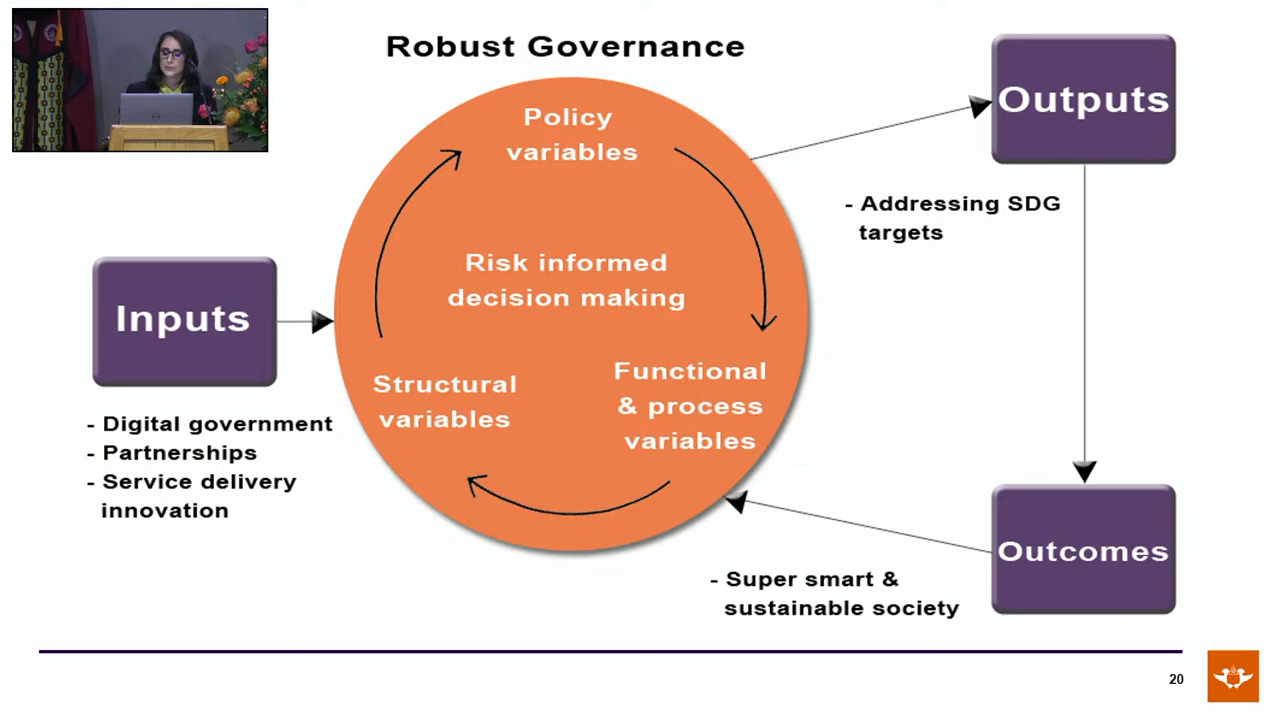 Robust Governance
Policy
variables
Risk informed
decision making
Structural
variables
Functional
& process
variables
Inputs
- Digital government
- Partnerships
- Service delivery
innovation
Outputs
- Addressing SDG
targets
Outcomes
- Super smart &
sustainable society
20